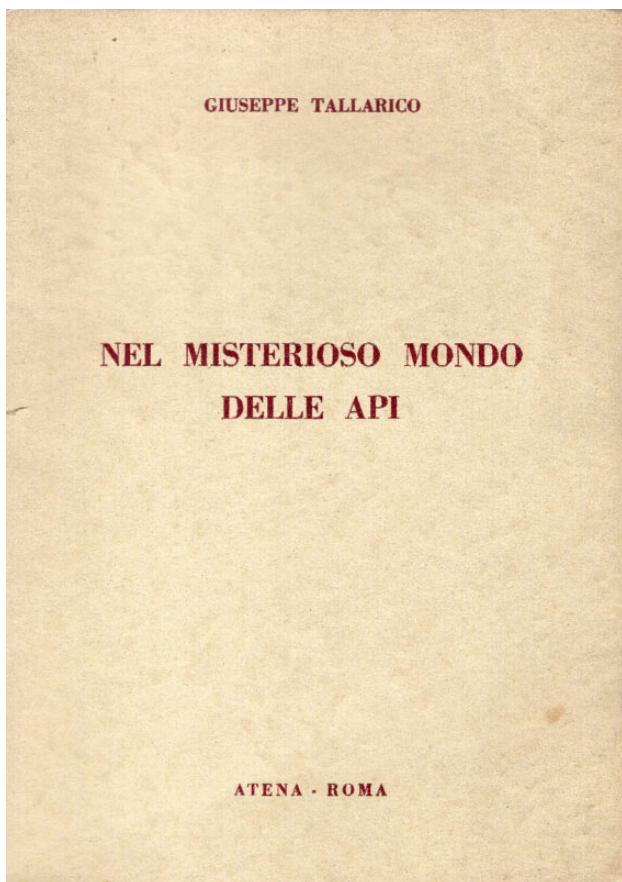 GIUSEPPE TALLARICO
NEL MISTERIOSO MONDO
DELLE API
ATENA - ROMA